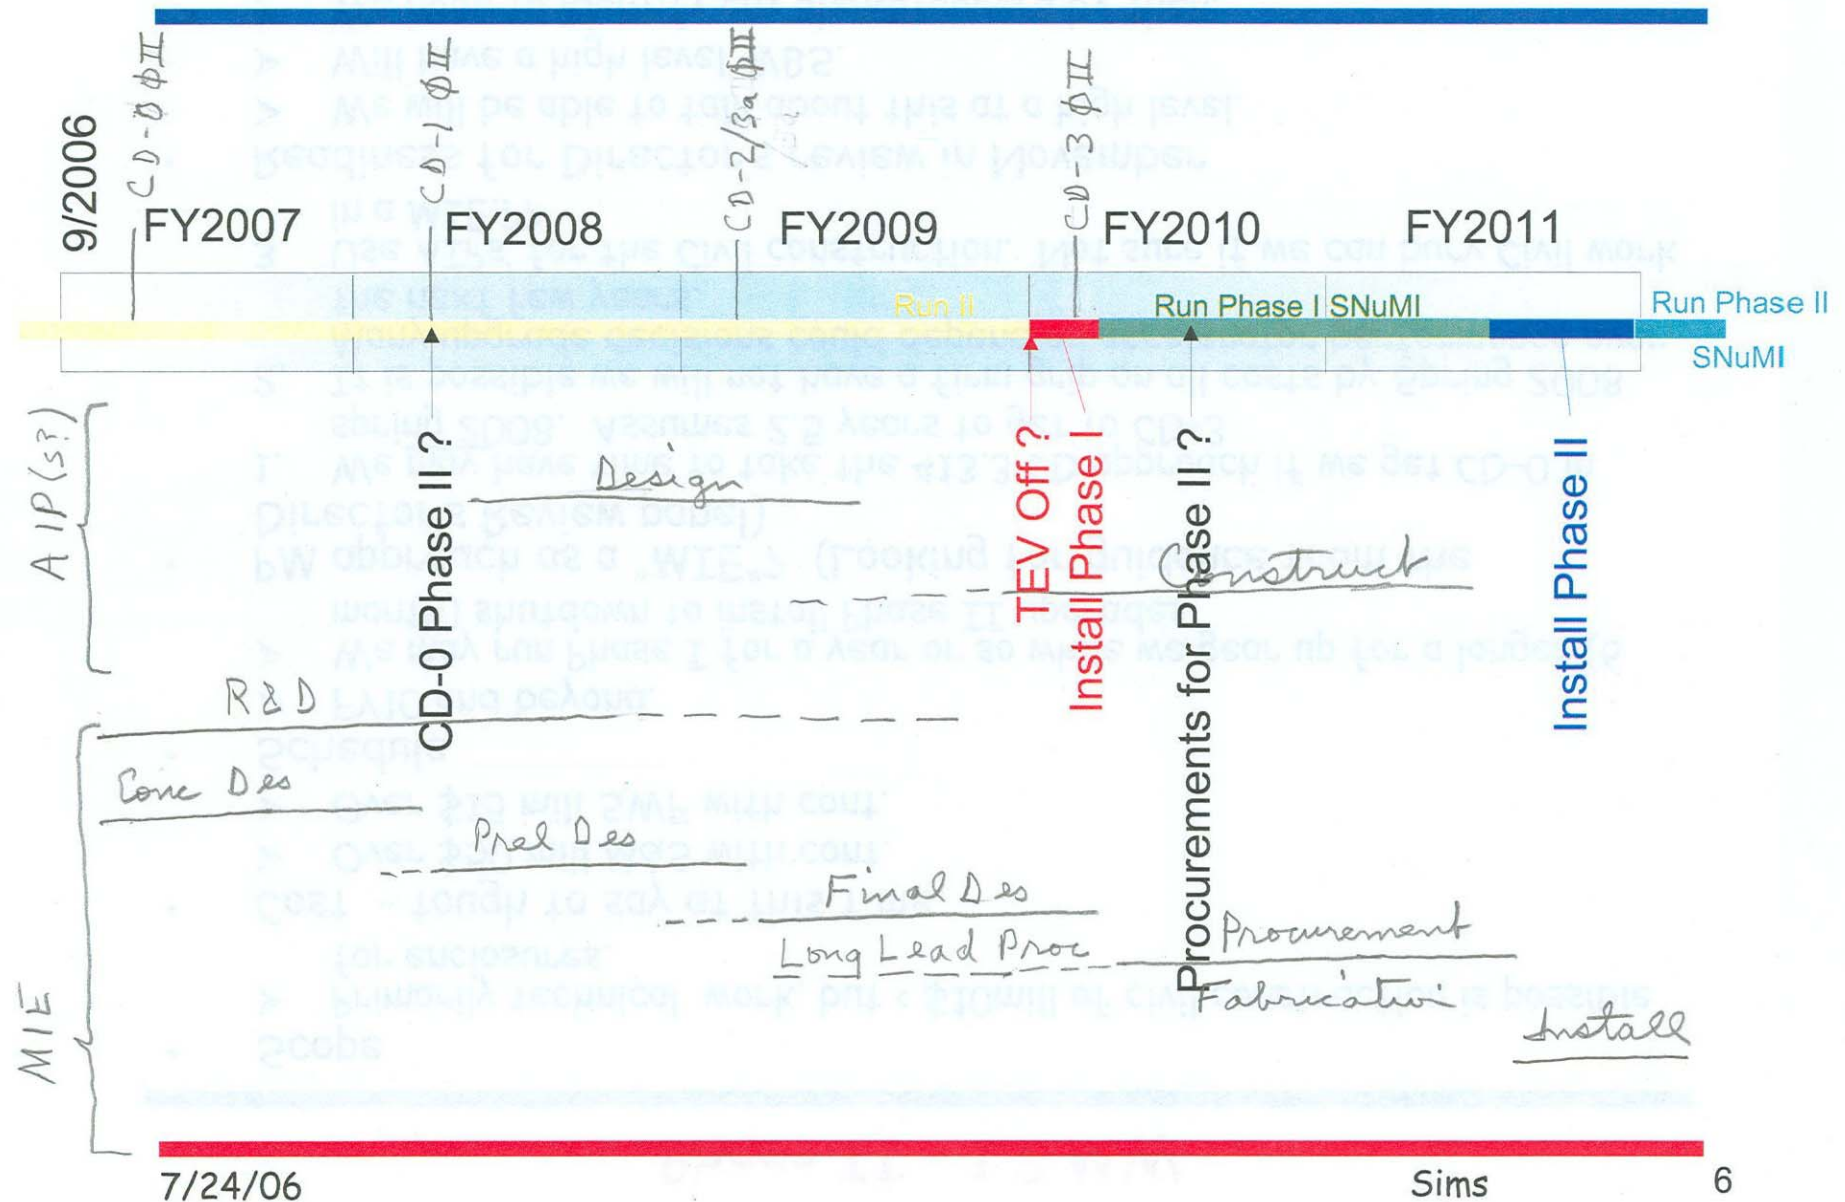 CD-0 ΦII
CD-1 ΦII
CD-2/3a ΦII
CD-3 ΦII
9/2006
FY2007
FY2008
FY2009
FY2010
FY2011
Run II
Run Phase I SNuMI
Run Phase II
SNuMI
AIP(s?)
CD-0 Phase II ?
Design
TEV Off ?
Install Phase I
Procurements for Phase II?
Construct
Install Phase II
R&D
MIE
Conc Des
Prel Des
Final Des
Long Lead Proc
Procurement
Fabrication
Install
7/24/06
Sims
6